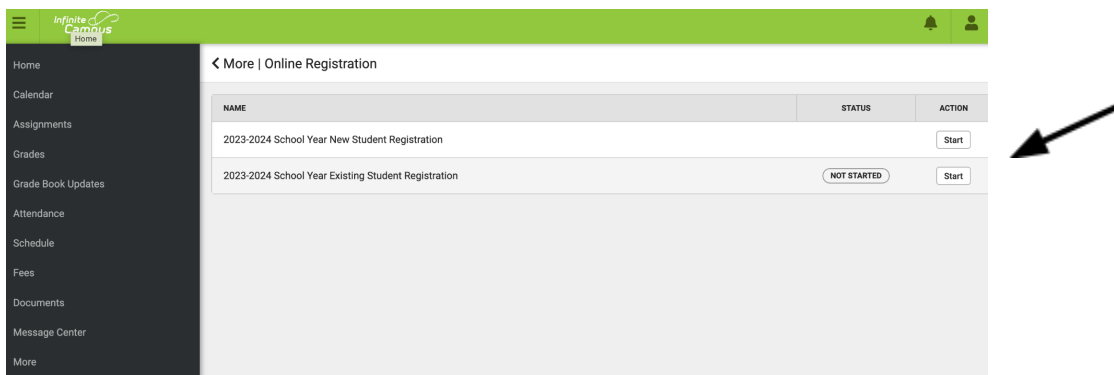 Infinite
Campus
Home
Home
Calendar
Assignments
Grades
Grade Book Updates
Attendance
Schedule
Fees
Documents
Message Center
More
More | Online Registration
NAME STATUS ACTION
2023-2024 School Year New Student Registration Start
2023-2024 School Year Existing Student Registration NOT STARTED Start